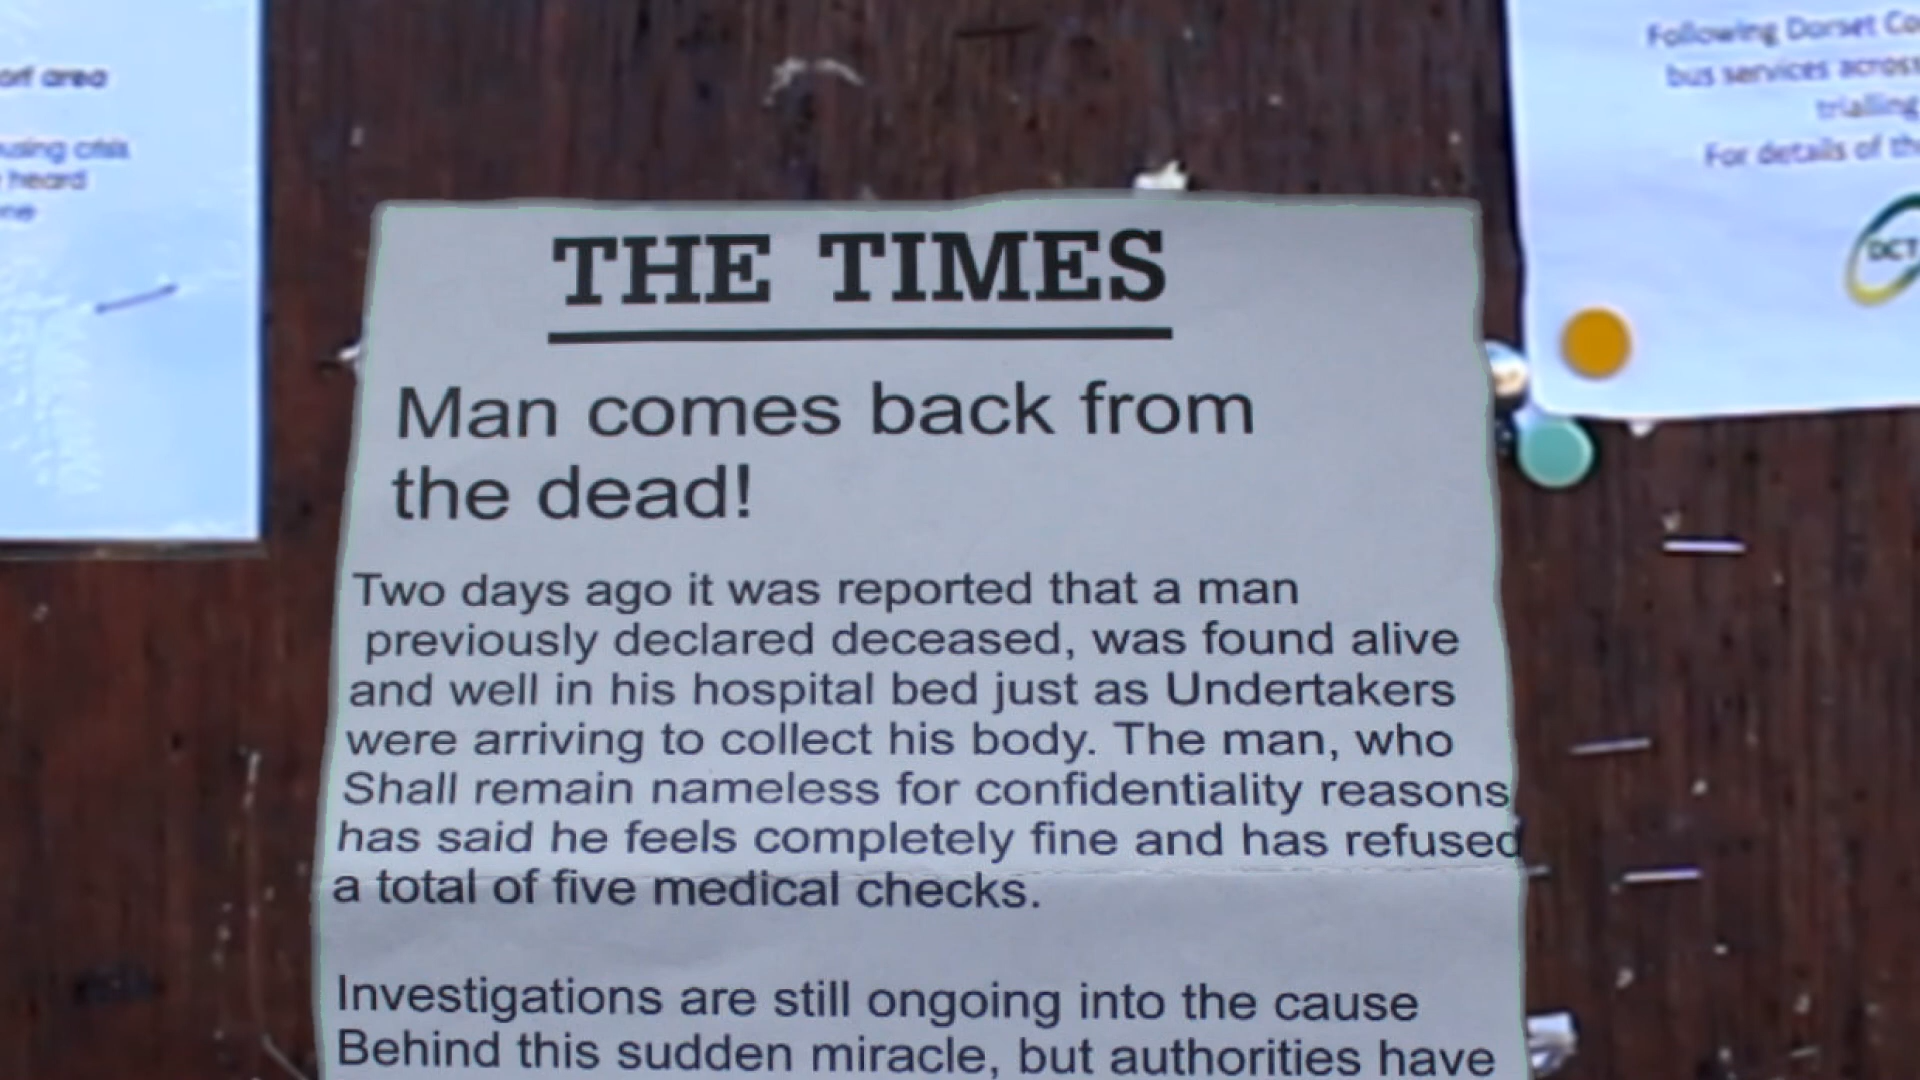 THE TIMES
Man comes back from
the dead!
Two days ago it was reported that a man
previously declared deceased, was found alive
and well in his hospital bed just as Undertakers
were arriving to collect his body. The man, who
Shall remain nameless for confidentiality reasons
has said he feels completely fine and has refused
a total of five medical checks.
Investigations are still ongoing into the cause
Behind this sudden miracle, but authorities have
area
crisis
heard
Following Dorset
bus services across
trialling
For details of
DCT